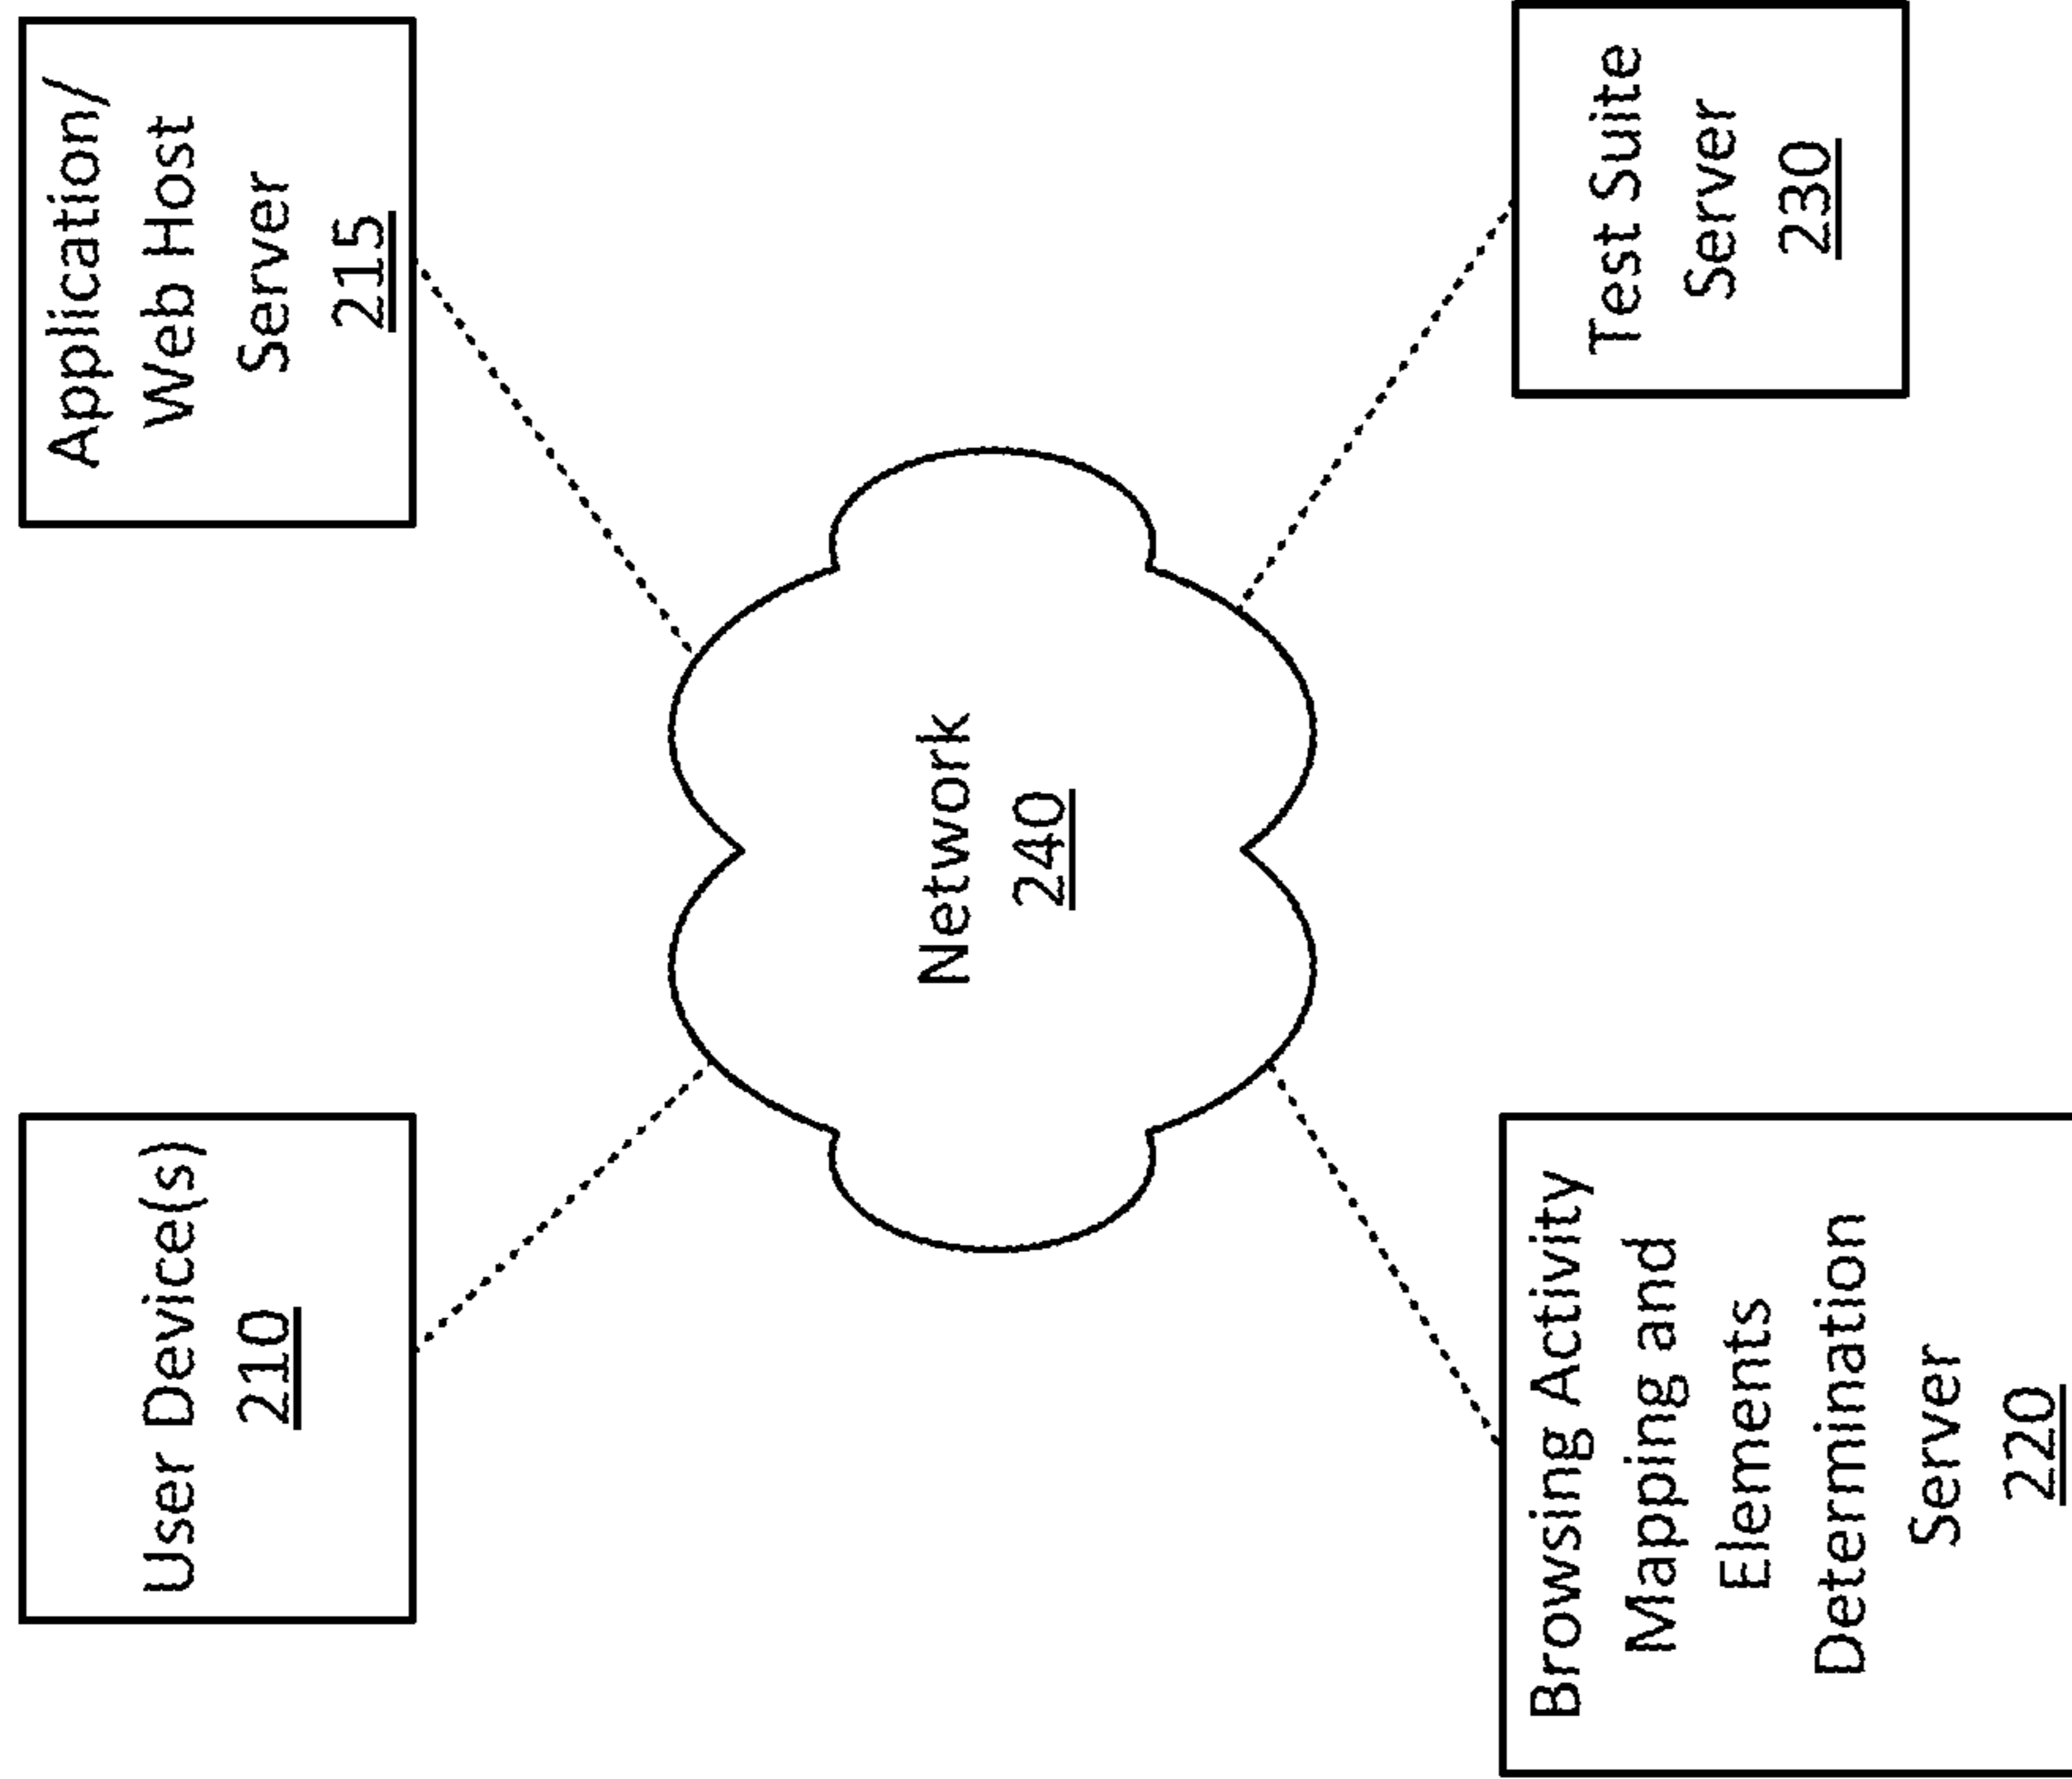 User Device(s)
210
Application/
Web Host
Server
215
Network
240
Browsing Activity
Mapping and
Elements
Determination
Server
220
Test Suite
Server
230